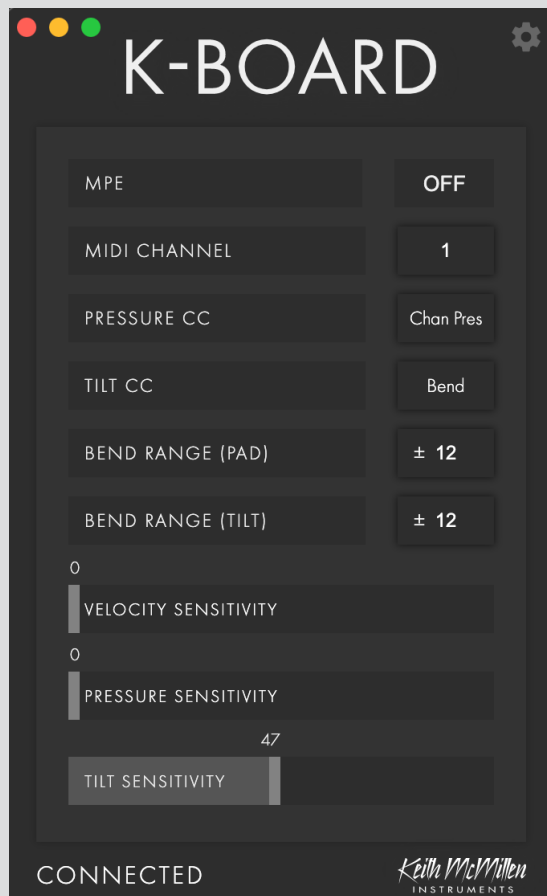 K-BOARD
MPE OFF
MIDI CHANNEL 1
PRESSURE CC Chan Pres
TILT CC Bend
BEND RANGE (PAD) ± 12
BEND RANGE (TILT) ± 12
0
VELOCITY SENSITIVITY
0
PRESSURE SENSITIVITY
47
TILT SENSITIVITY
CONNECTED Keith McMillen
INSTRUMENTS